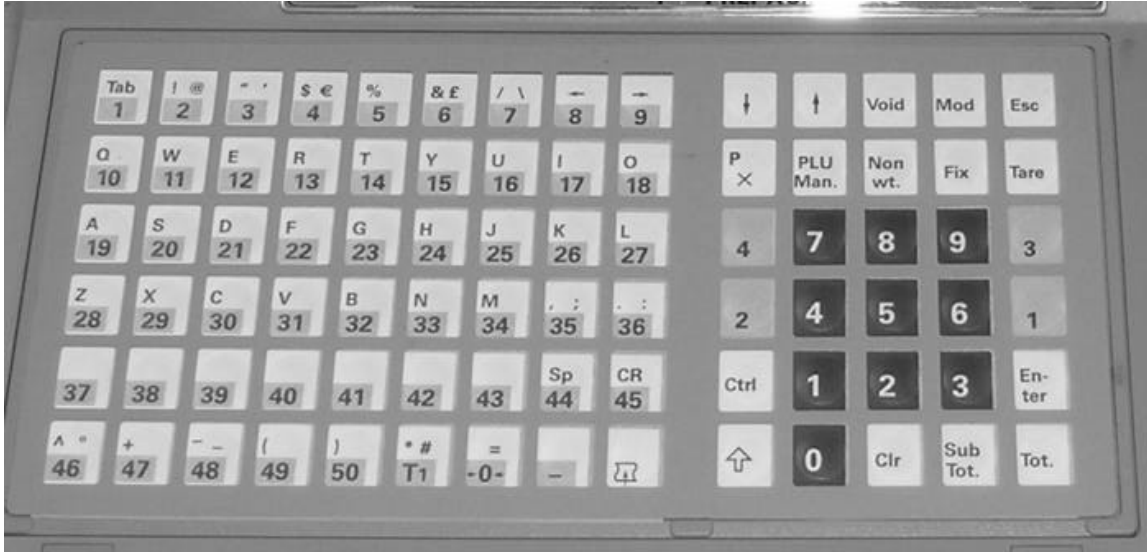 Tab ! @ " ' $ € % & £ / \ ← →
1 2 3 4 5 6 7 8 9
↓ ↑ Void Mod Esc
Q W E R T Y U I O
10 11 12 13 14 15 16 17 18
P × PLU Man. Non wt. Fix Tare
A S D F G H J K L
19 20 21 22 23 24 25 26 27
4 7 8 9 3
Z X C V B N M , ; . :
28 29 30 31 32 33 34 35 36
2 4 5 6 1
Sp CR
37 38 39 40 41 42 43 44 45
Ctrl 1 2 3 En-ter
^ º + - _ ( ) * # =
46 47 48 49 50 T1 -0- –
0 Clr Sub Tot. Tot.